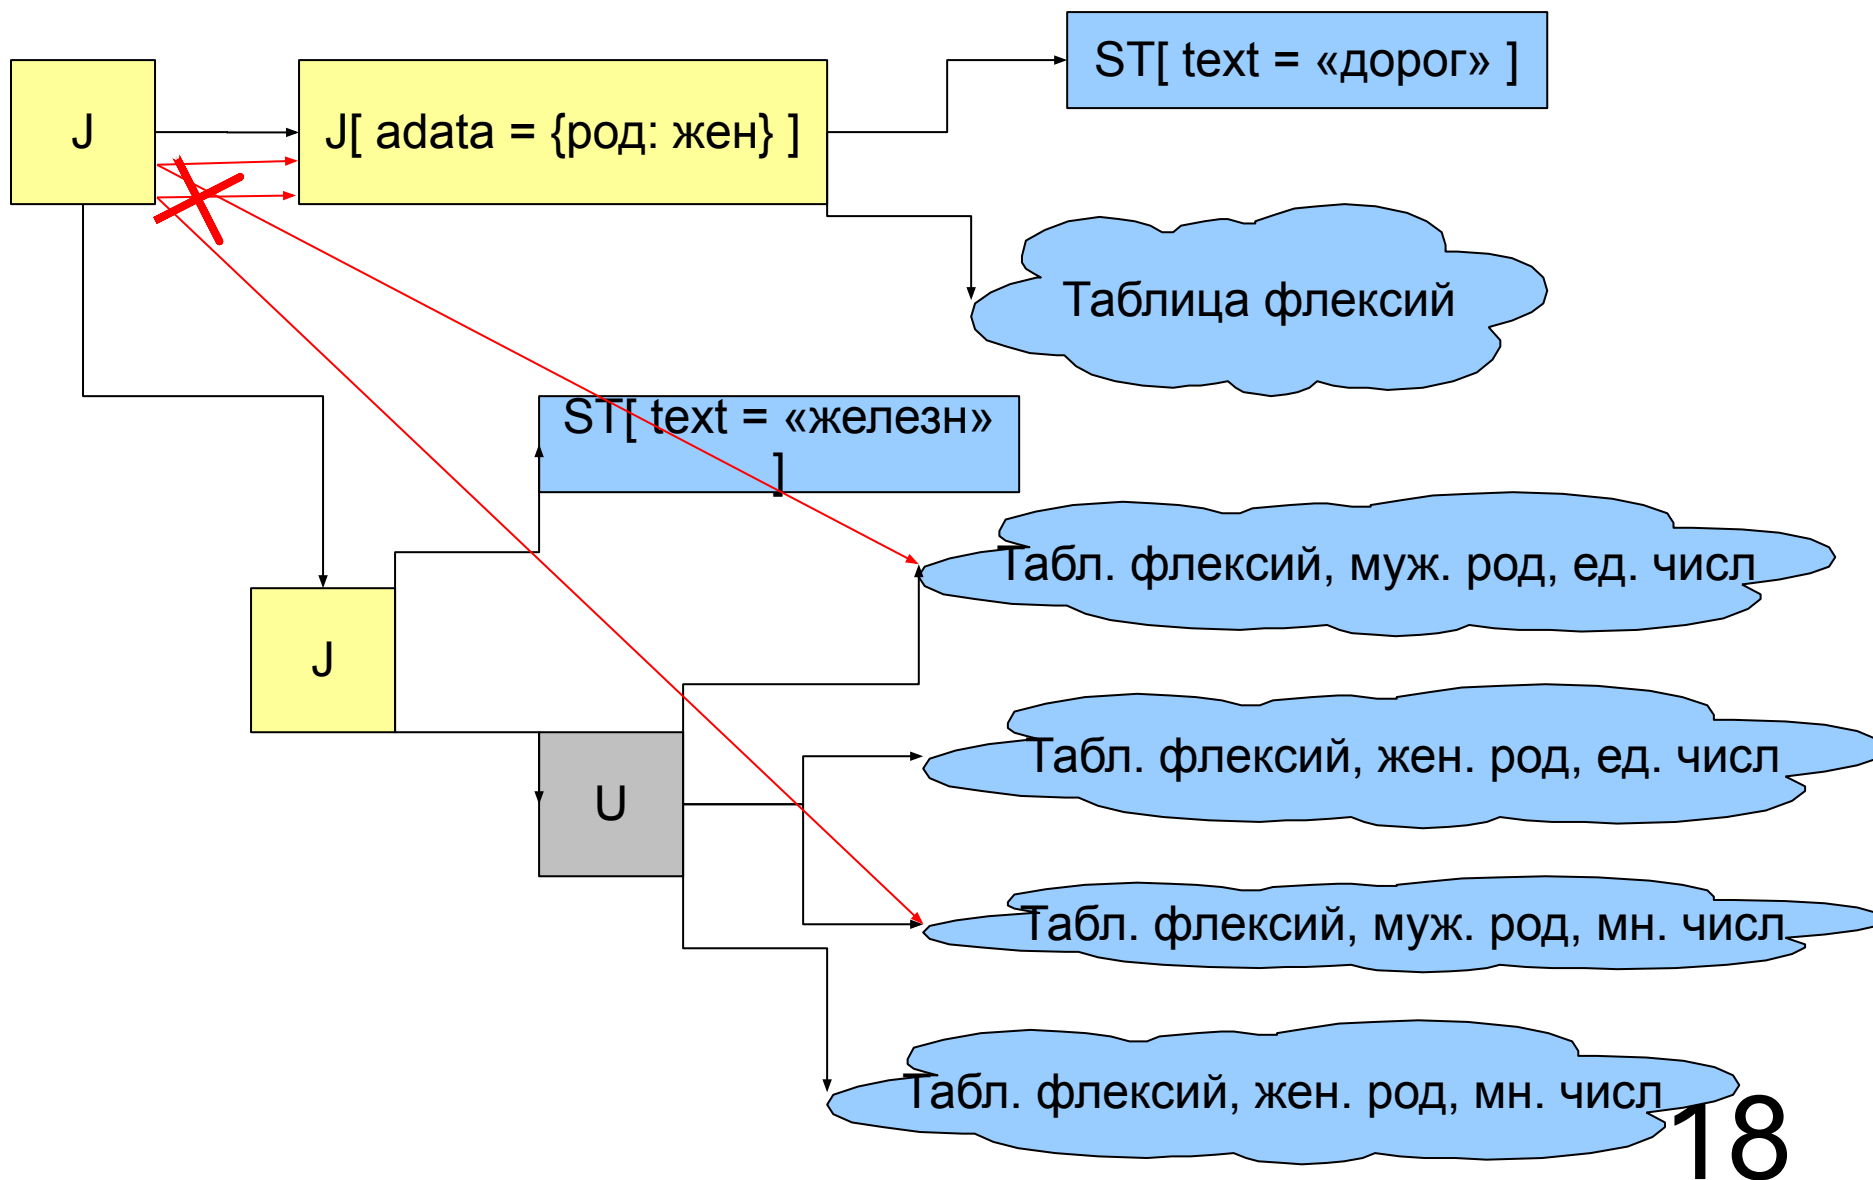 ST[ text = «дорог» ]
J
J[ adata = {род: жен} ]
Таблица флексий
ST[ text = «железн»
]
Табл. флексий, муж. род, ед. числ
J
Табл. флексий, жен. род, ед. числ
U
Табл. флексий, муж. род, мн. числ
Табл. флексий, жен. род, мн. числ
18